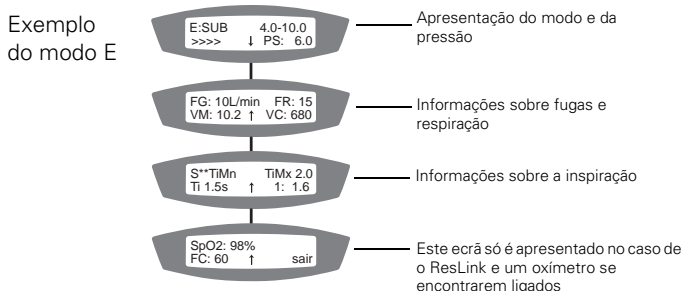 Exemplo
do modo E
E:SUB 4.0-10.0
>>>> ↓ PS: 6.0
Apresentação do modo e da
pressão
FG: 10L/min FR: 15
VM: 10.2 ↑ VC: 680
Informações sobre fugas e
respiração
S**TiMn TiMx 2.0
Ti 1.5s ↑ 1: 1.6
Informações sobre a inspiração
SpO2: 98%
FC: 60 ↑ sair
Este ecrã só é apresentado no caso de
o ResLink e um oxímetro se
encontrarem ligados